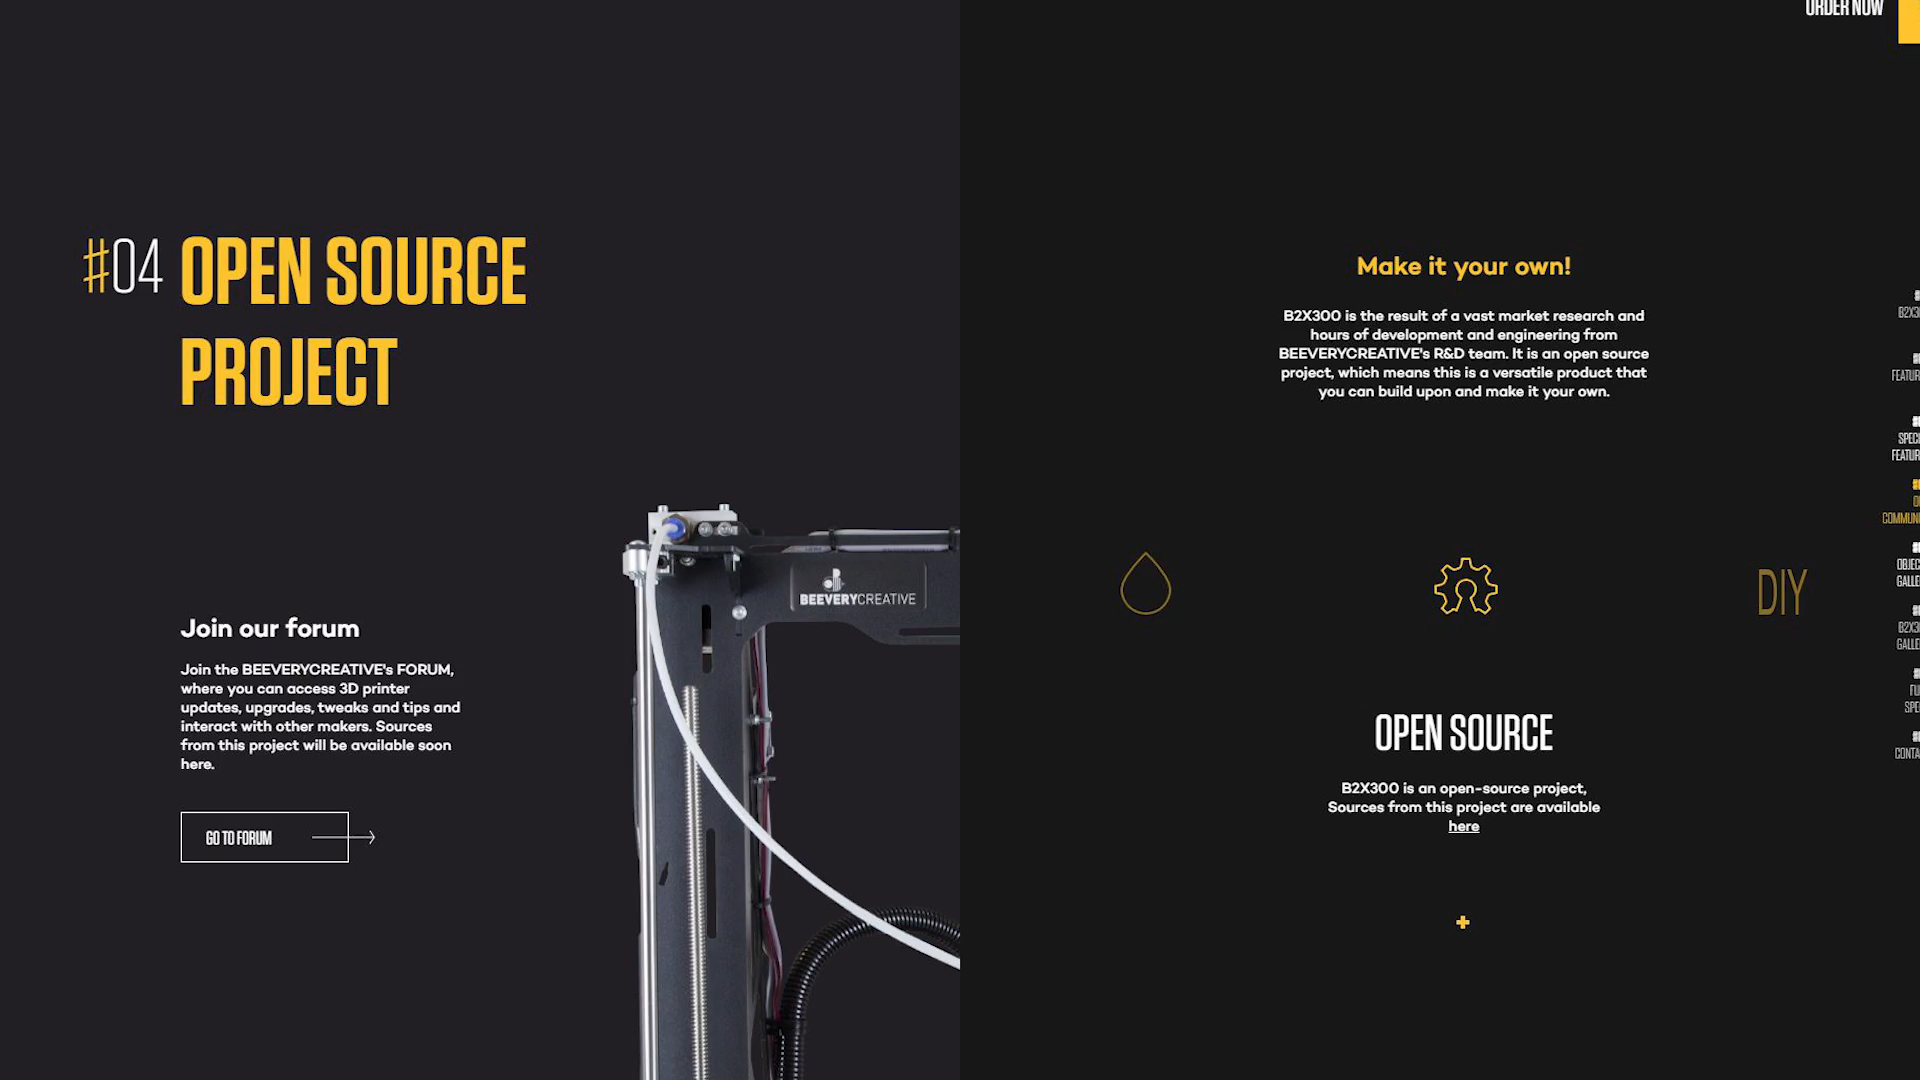 ORDER NOW
#04 OPEN SOURCE
PROJECT
Join our forum
Join the BEEVERYCREATIVE's FORUM,
where you can access 3D printer
updates, upgrades, tweaks and tips and
interact with other makers. Sources
from this project will be available soon
here.
GO TO FORUM
BEEVERYCREATIVE
Make it your own!
B2X300 is the result of a vast market research and
hours of development and engineering from
BEEVERYCREATIVE's R&D team. It is an open source
project, which means this is a versatile product that
you can build upon and make it your own.
DIY
OPEN SOURCE
B2X300 is an open-source project,
Sources from this project are available
here